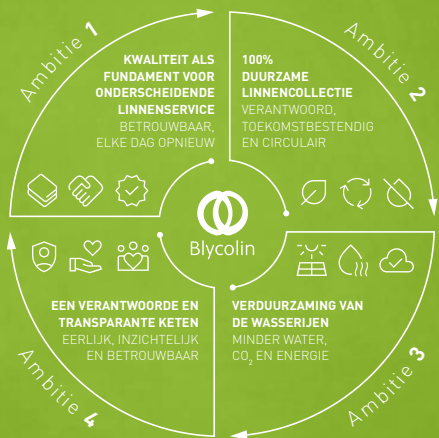 Ambitie 1
KWALITEIT ALS
FUNDAMENT VOOR
ONDERSCHEIDENDE
LINNENSERVICE
BETROUWBAAR,
ELKE DAG OPNIEUW
Ambitie 2
100%
DUURZAME
LINNENCOLLECTIE
VERANTWOORD,
TOEKOMSTBESTENDIG
EN CIRCULAIR
Blycolin
VERDUURZAMING VAN
DE WASSERIJEN
MINDER WATER,
CO₂ EN ENERGIE
Ambitie 3
EEN VERANTWOORDE EN
TRANSPARANTE KETEN
EERLIJK, INZICHTELIJK
EN BETROUWBAAR
Ambitie 4